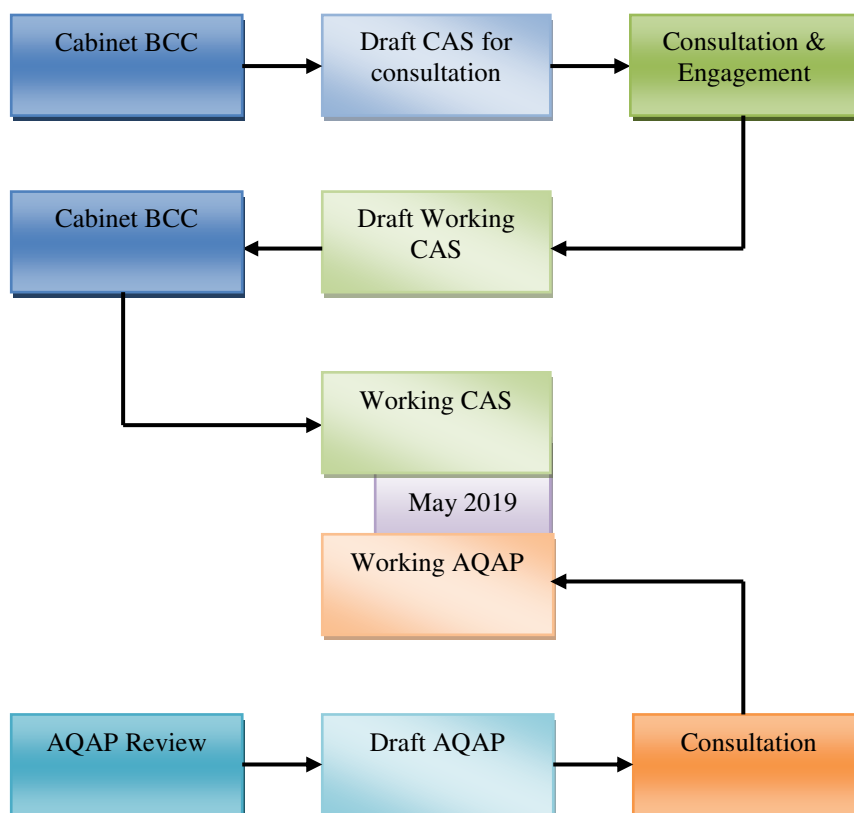 Cabinet BCC
Draft CAS for
consultation
Consultation &
Engagement
Cabinet BCC
Draft Working
CAS
Working CAS
May 2019
Working AQAP
AQAP Review
Draft AQAP
Consultation